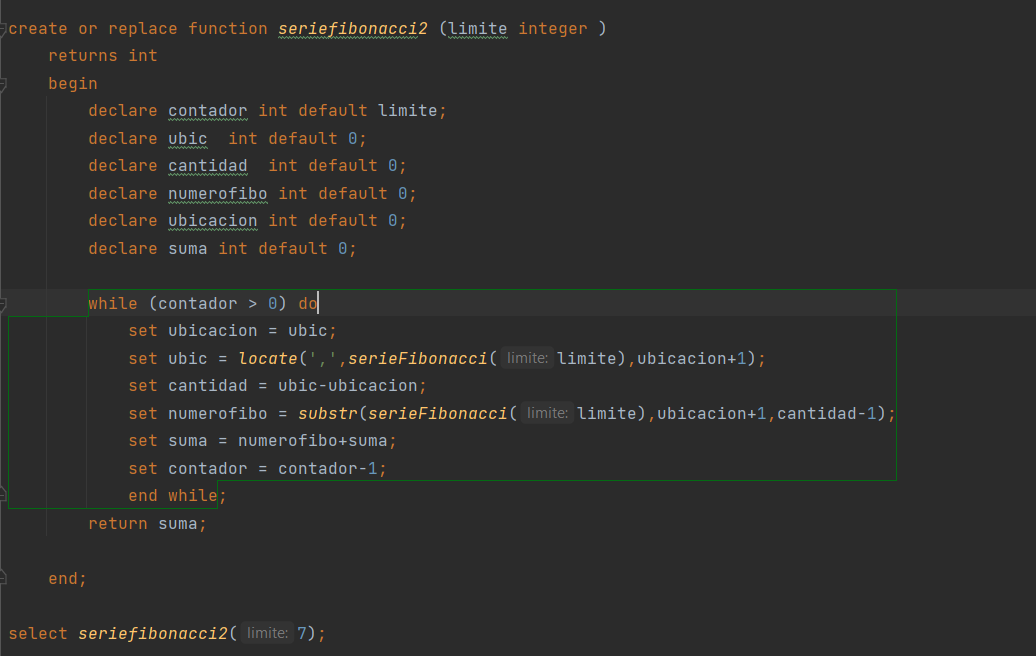 create or replace function seriefibonacci2 (limite integer )
returns int
begin
declare contador int default limite;
declare ubic  int default 0;
declare cantidad  int default 0;
declare numerofibo int default 0;
declare ubicacion int default 0;
declare suma int default 0;
while (contador > 0) do
set ubicacion = ubic;
set ubic = locate(',',serieFibonacci( limite: limite),ubicacion+1);
set cantidad = ubic-ubicacion;
set numerofibo = substr(serieFibonacci( limite: limite),ubicacion+1,cantidad-1);
set suma = numerofibo+suma;
set contador = contador-1;
end while;
return suma;
end;
select seriefibonacci2( limite: 7);